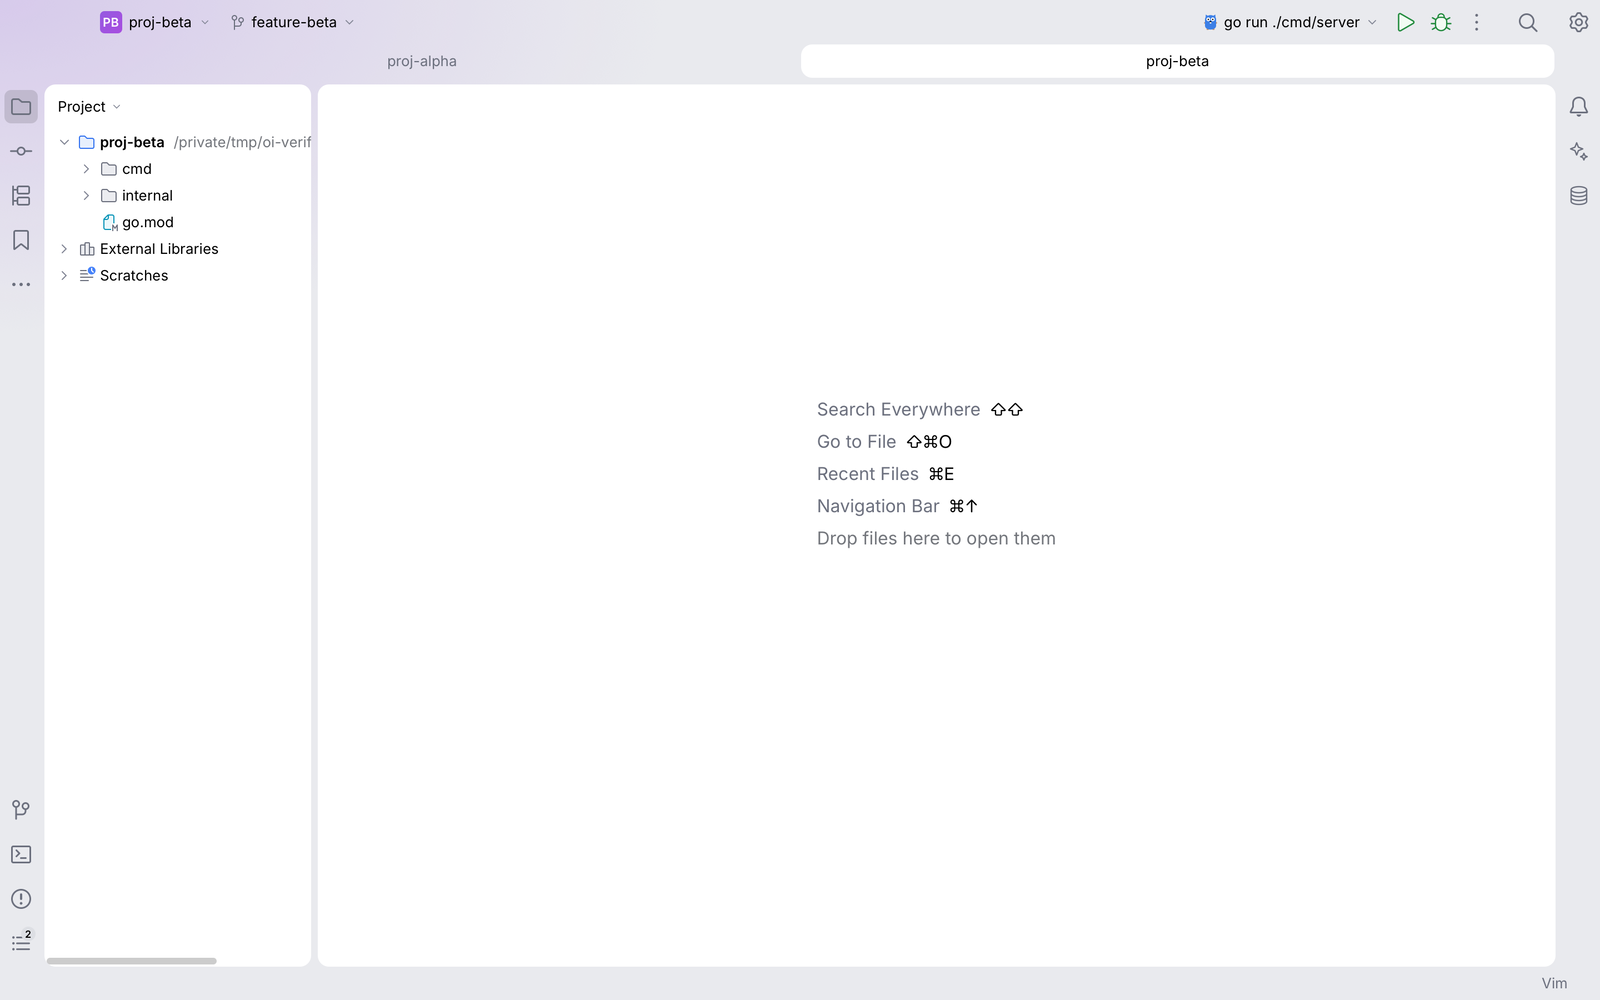 PB proj-beta feature-beta go run ./cmd/server
proj-alpha proj-beta
Project
proj-beta /private/tmp/oi-verif
cmd
internal
go.mod
External Libraries
Scratches
Search Everywhere ⇧⇧
Go to File ⇧⌘O
Recent Files ⌘E
Navigation Bar ⌘↑
Drop files here to open them
2
Vim